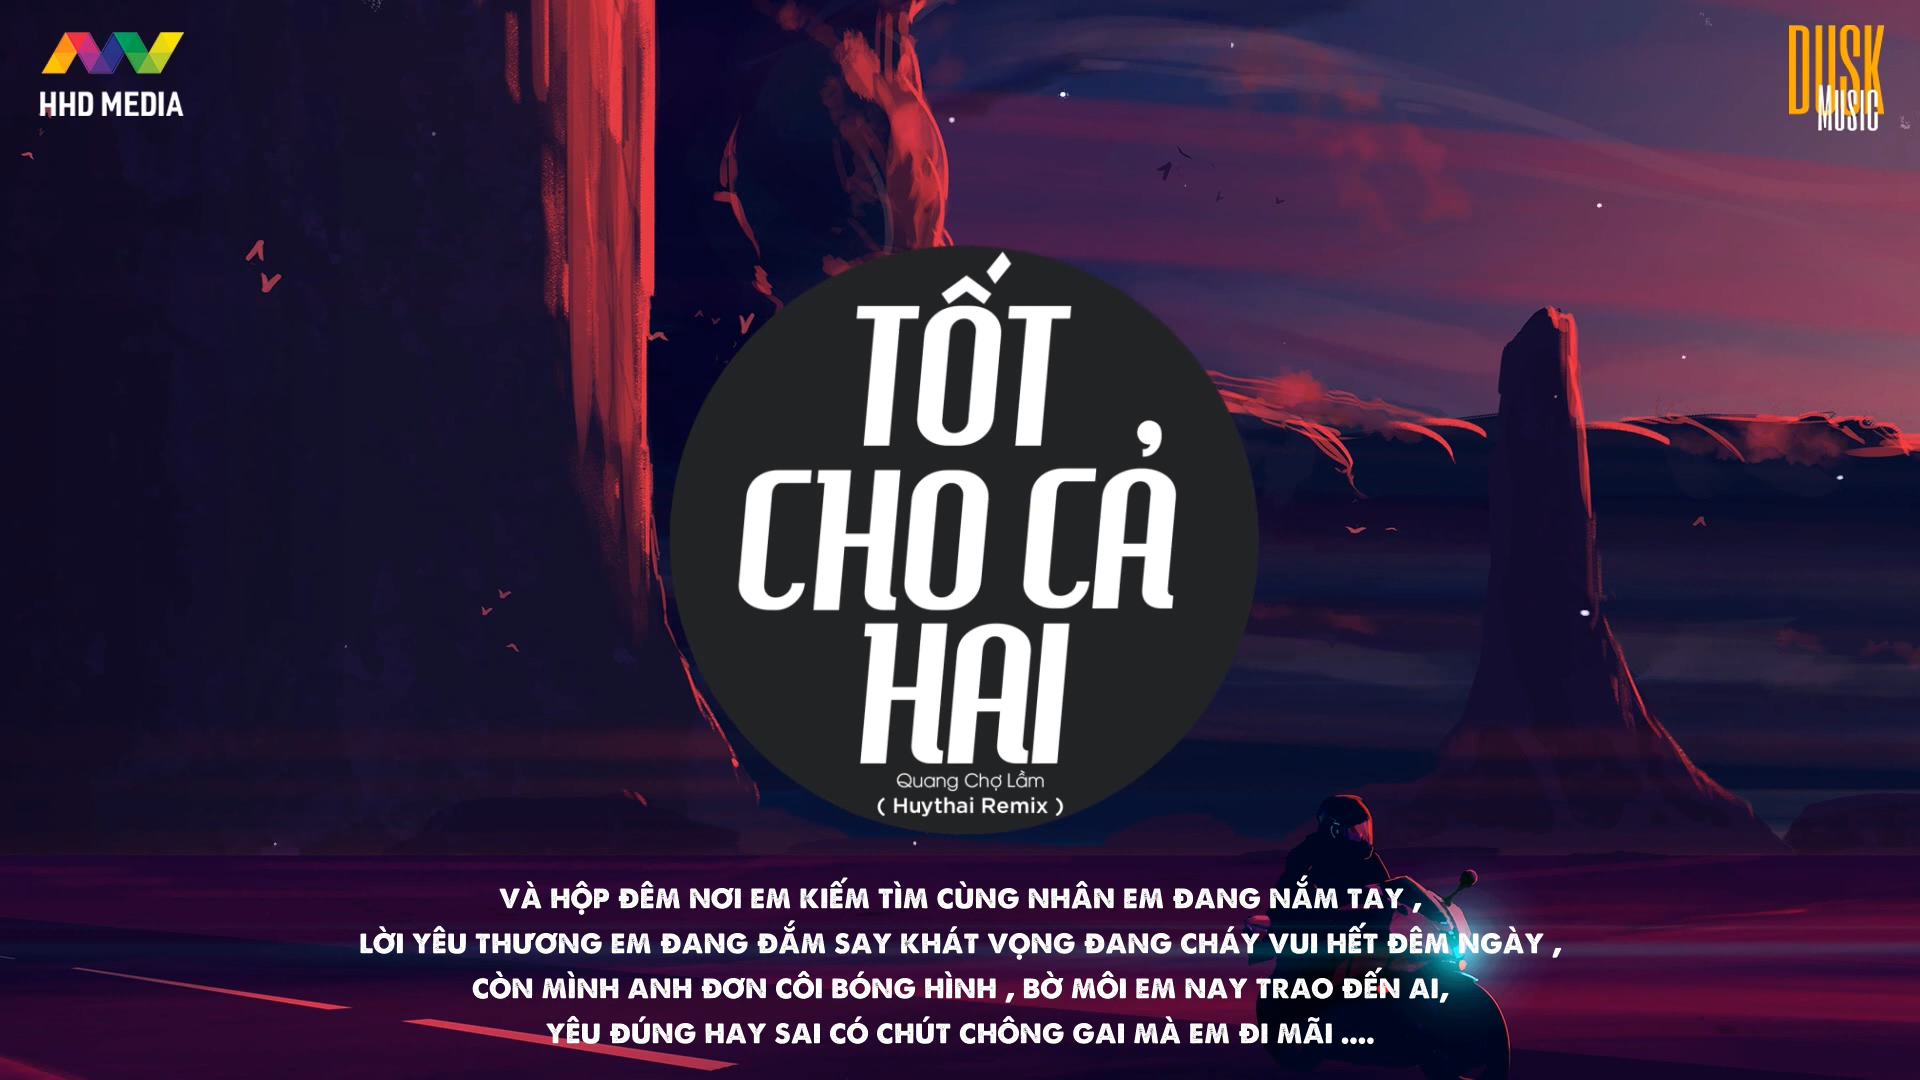 HHD MEDIA
DUSK
MUSIC
TỐT
CHO CẢ
HAI
Quang Chợ Lầm
( Huythai Remix )
VÀ HỘP ĐÊM NƠI EM KIẾM TÌM CÙNG NHÂN EM ĐANG NẮM TAY ,
LỜI YÊU THƯƠNG EM ĐANG ĐẮM SAY KHÁT VỌNG ĐANG CHÁY VUI HẾT ĐÊM NGÀY ,
CÒN MÌNH ANH ĐƠN CÔI BÓNG HÌNH , BỜ MÔI EM NAY TRAO ĐẾN AI,
YÊU ĐÚNG HAY SAI CÓ CHÚT CHÔNG GAI MÀ EM ĐI MÃI ....